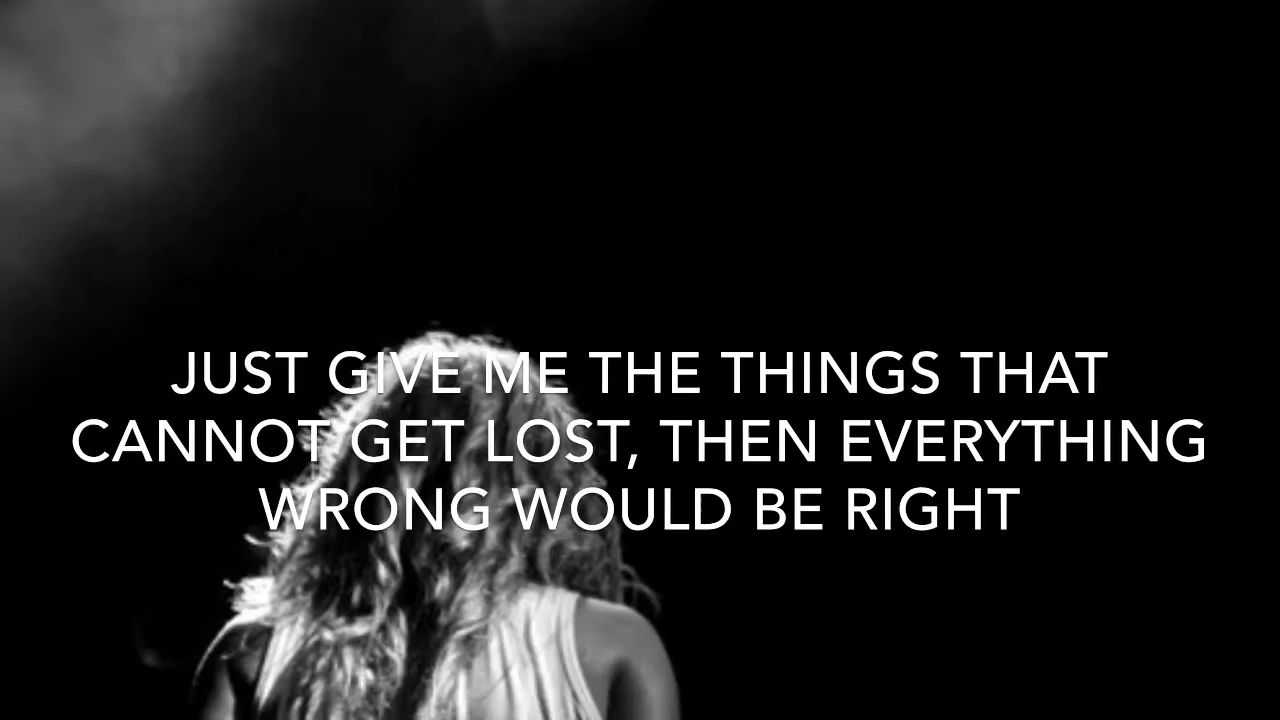 JUST GIVE ME THE THINGS THAT
CANNOT GET LOST, THEN EVERYTHING
WRONG WOULD BE RIGHT